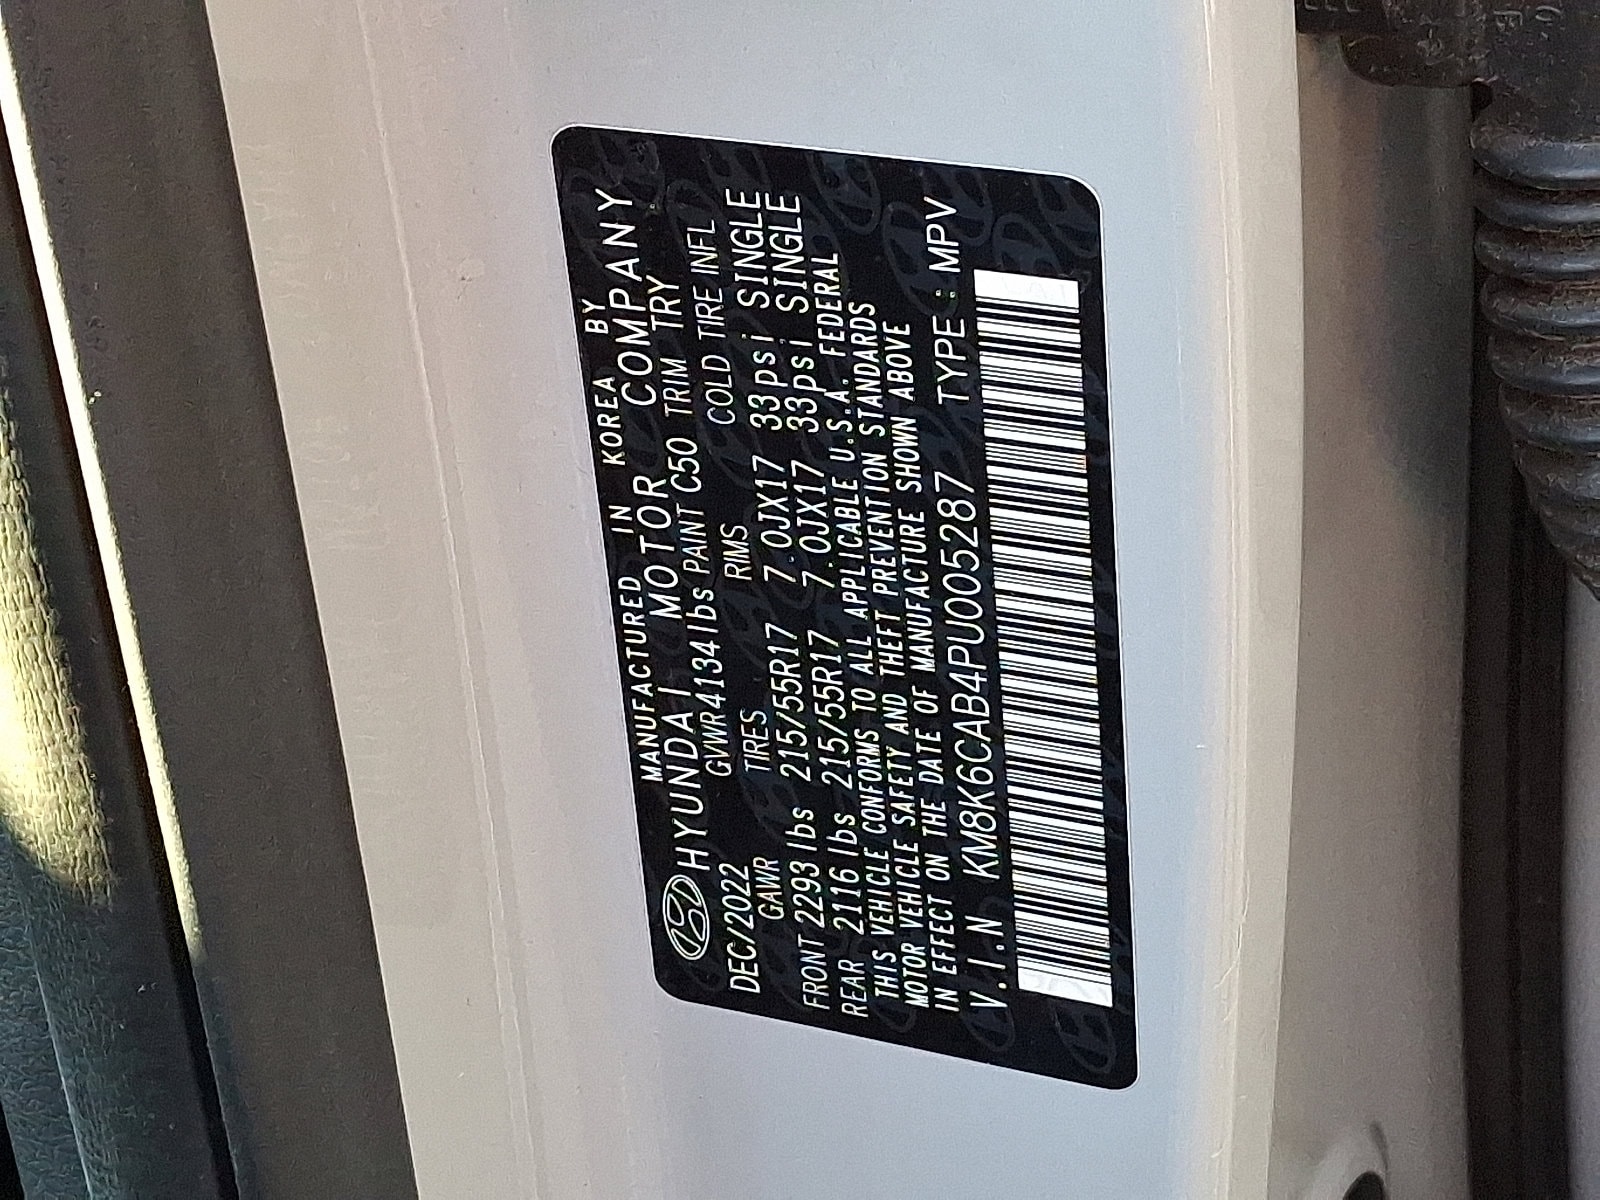 MANUFACTURED IN KOREA BY
HYUNDAI MOTOR COMPANY
DEC/2022 GVWR4134lbs PAINT C50 TRIM TRY
GAWR TIRES RIMS COLD TIRE INFL
FRONT 2293 lbs 215/55R17 7.0JX17 33psi SINGLE
REAR 2116 lbs 215/55R17 7.0JX17 33psi SINGLE
THIS VEHICLE CONFORMS TO ALL APPLICABLE U.S.A. FEDERAL
MOTOR VEHICLE SAFETY AND THEFT PREVENTION STANDARDS
IN EFFECT ON THE DATE OF MANUFACTURE SHOWN ABOVE
V.I.N KM8K6CAB4PU005287 TYPE : MPV